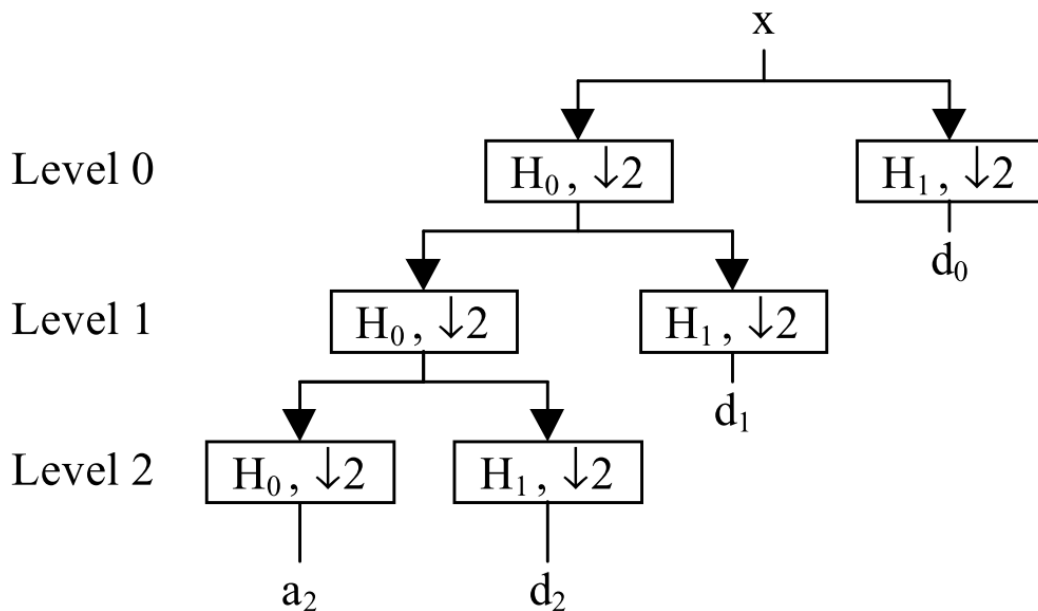 x
Level 0
H₀ , ↓2
H₁ , ↓2
d₀
Level 1
H₀ , ↓2
H₁ , ↓2
d₁
Level 2
H₀ , ↓2
H₁ , ↓2
a₂
d₂